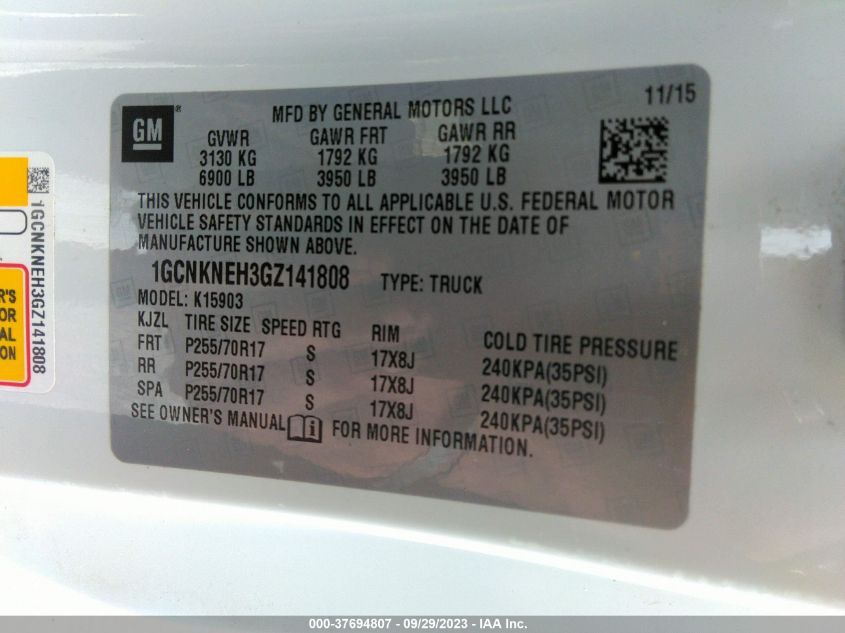 GM
MFD BY GENERAL MOTORS LLC
11/15
GVWR GAWR FRT GAWR RR
3130 KG 1792 KG 1792 KG
6900 LB 3950 LB 3950 LB
THIS VEHICLE CONFORMS TO ALL APPLICABLE U.S. FEDERAL MOTOR
VEHICLE SAFETY STANDARDS IN EFFECT ON THE DATE OF
MANUFACTURE SHOWN ABOVE.
1GCNKNEH3GZ141808 TYPE: TRUCK
MODEL: K15903
KJZL TIRE SIZE SPEED RTG RIM COLD TIRE PRESSURE
FRT P255/70R17 S 17X8J 240KPA(35PSI)
RR P255/70R17 S 17X8J 240KPA(35PSI)
SPA P255/70R17 S 17X8J 240KPA(35PSI)
SEE OWNER'S MANUAL i FOR MORE INFORMATION.
1GCNKNEH3GZ141808
R'S
OR
AL
ON
000-37694807 - 09/29/2023 - IAA Inc.